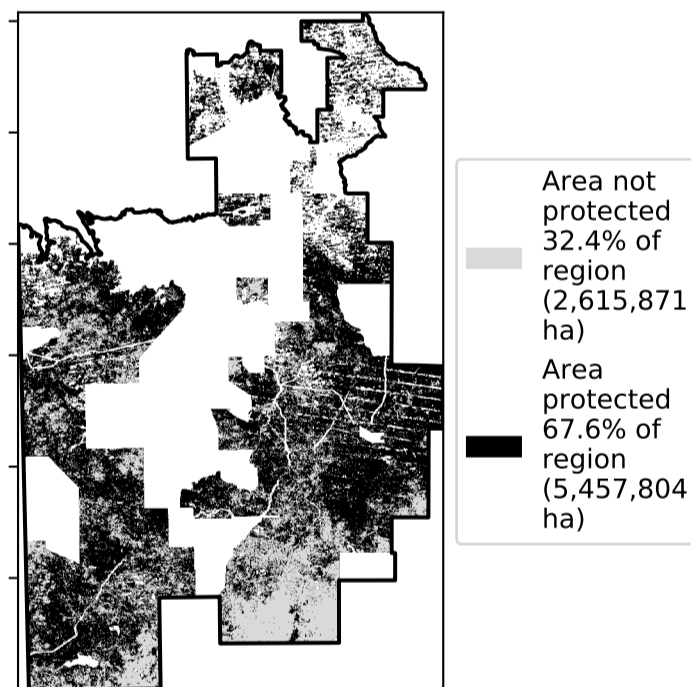 Area not
protected
32.4% of
region
(2,615,871
ha)
Area
protected
67.6% of
region
(5,457,804
ha)